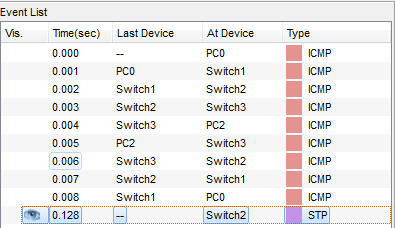 Event List
Vis. Time(sec) Last Device At Device Type
0.000 -- PC0 ICMP
0.001 PC0 Switch1 ICMP
0.002 Switch1 Switch2 ICMP
0.003 Switch2 Switch3 ICMP
0.004 Switch3 PC2 ICMP
0.005 PC2 Switch3 ICMP
0.006 Switch3 Switch2 ICMP
0.007 Switch2 Switch1 ICMP
0.008 Switch1 PC0 ICMP
0.128 -- Switch2 STP